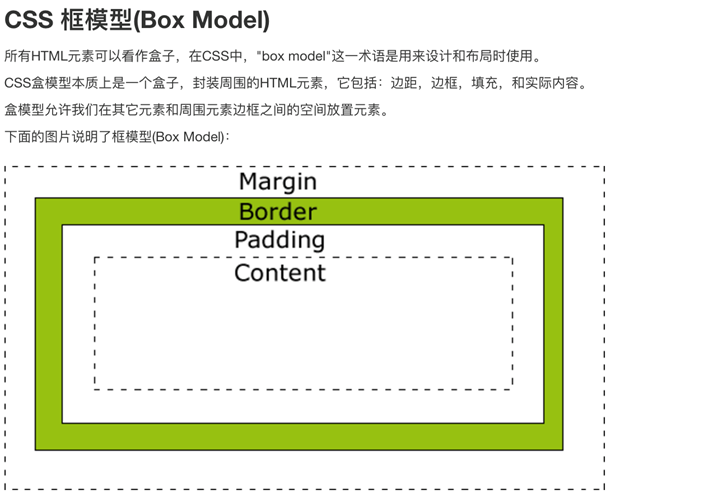 CSS 框模型(Box Model)
所有HTML元素可以看作盒子，在CSS中，"box model"这一术语是用来设计和布局时使用。
CSS盒模型本质上是一个盒子，封装周围的HTML元素，它包括：边距，边框，填充，和实际内容。
盒模型允许我们在其它元素和周围元素边框之间的空间放置元素。
下面的图片说明了框模型(Box Model)：
Margin
Border
Padding
Content